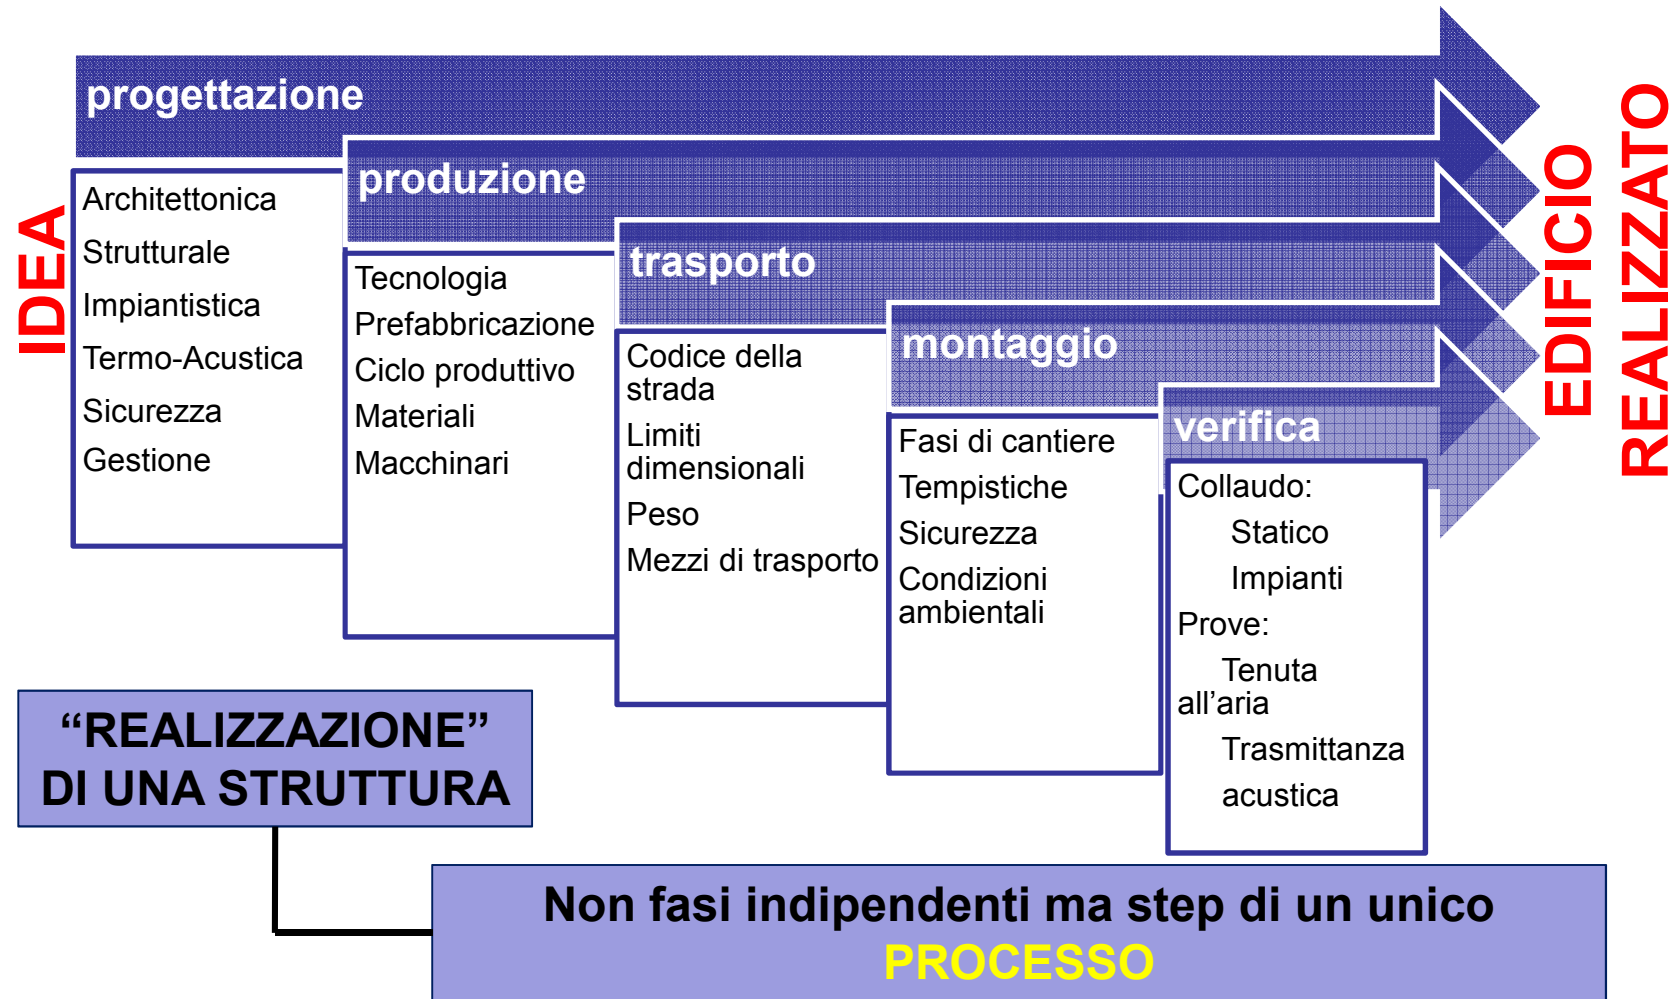 IDEA
progettazione
Architettonica
Strutturale
Impiantistica
Termo-Acustica
Sicurezza
Gestione
produzione
Tecnologia
Prefabbricazione
Ciclo produttivo
Materiali
Macchinari
trasporto
Codice della
strada
Limiti
dimensionali
Peso
Mezzi di trasporto
montaggio
Fasi di cantiere
Tempistiche
Sicurezza
Condizioni
ambientali
verifica
Collaudo:
Statico
Impianti
Prove:
Tenuta
all’aria
Trasmittanza
acustica
EDIFICIO
REALIZZATO
“REALIZZAZIONE”
DI UNA STRUTTURA
Non fasi indipendenti ma step di un unico
PROCESSO